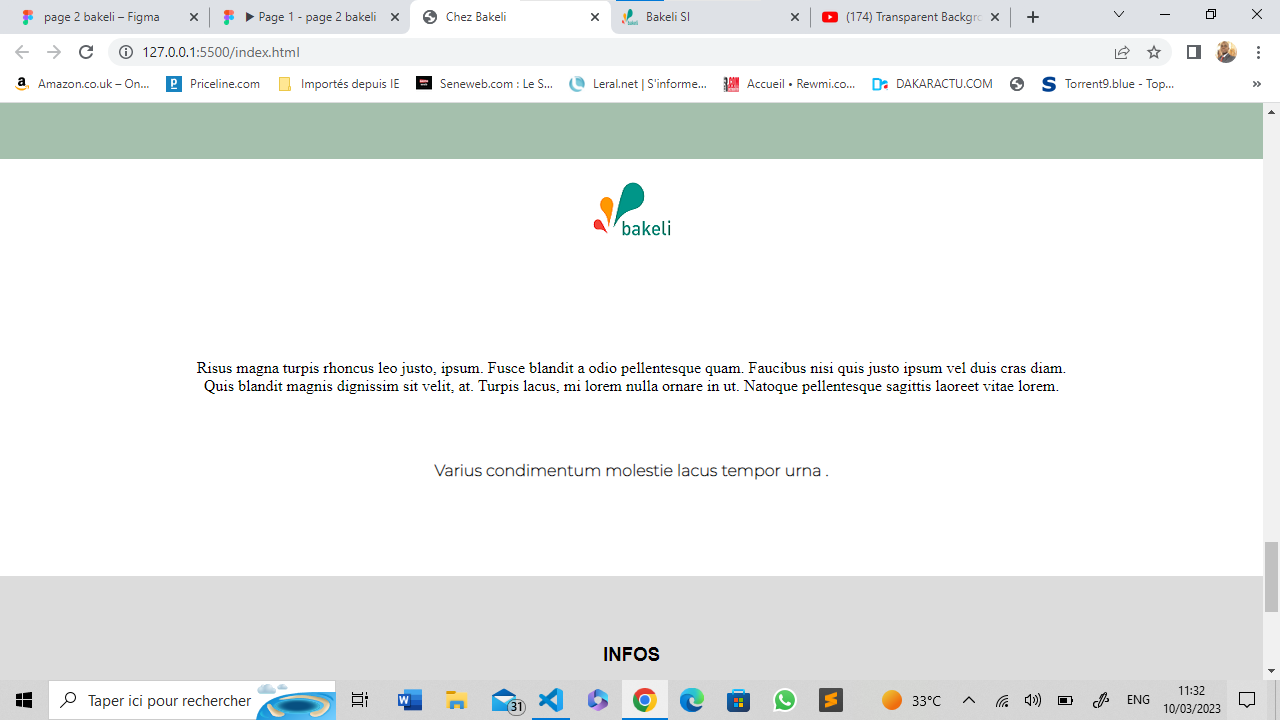 page 2 bakeli – Figma
▶ Page 1 - page 2 bakeli
Chez Bakeli
Bakeli SI
(174) Transparent Backgro
127.0.0.1:5500/index.html
Amazon.co.uk – On...
Priceline.com
Importés depuis IE
Seneweb.com : Le S...
Leral.net | S'informe...
Accueil • Rewmi.co...
DAKARACTU.COM
Torrent9.blue - Top...
»
bakeli
Risus magna turpis rhoncus leo justo, ipsum. Fusce blandit a odio pellentesque quam. Faucibus nisi quis justo ipsum vel duis cras diam.
Quis blandit magnis dignissim sit velit, at. Turpis lacus, mi lorem nulla ornare in ut. Natoque pellentesque sagittis laoreet vitae lorem.
Varius condimentum molestie lacus tempor urna .
INFOS
Taper ici pour rechercher
31
33°C
ENG
11:32
10/03/2023